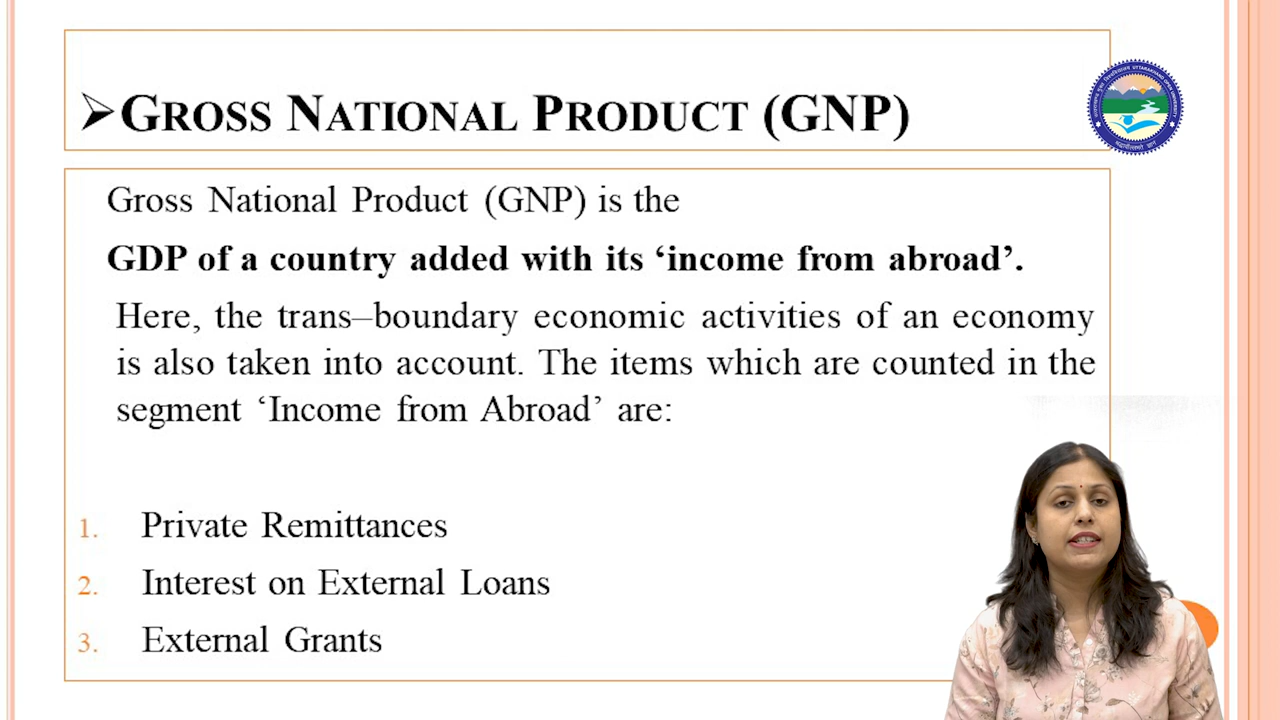 ➢GROSS NATIONAL PRODUCT (GNP)
Gross National Product (GNP) is the
GDP of a country added with its ‘income from abroad’.
Here, the trans–boundary economic activities of an economy
is also taken into account. The items which are counted in the
segment ‘Income from Abroad’ are:
1. Private Remittances
2. Interest on External Loans
3. External Grants